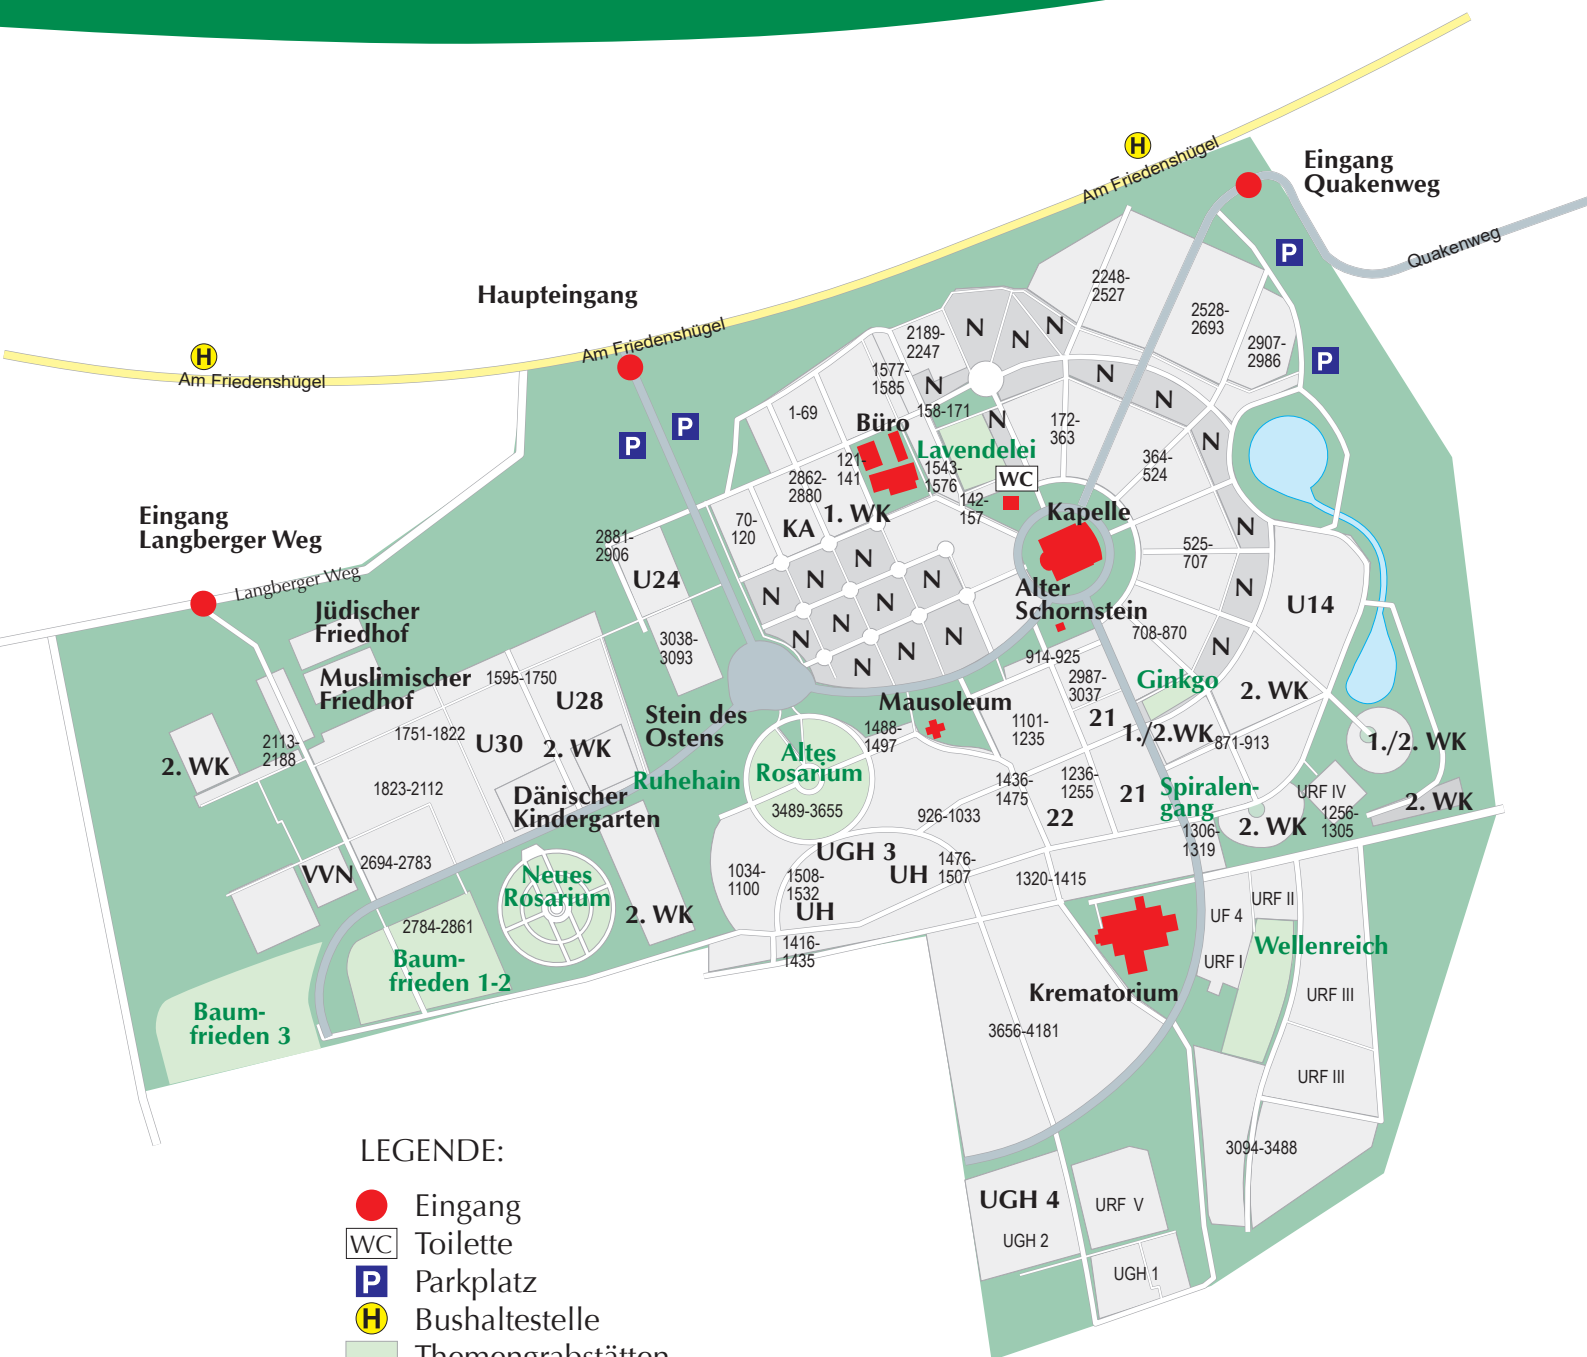 H
Am Friedenshügel
Eingang
Quakenweg
P
Quakenweg
Haupteingang
H
Am Friedenshügel
Am Friedenshügel
2248-
2527
2528-
2693
2907-
2986
P
2189-
2247
N
N
N
1577-
1585
N
N
N
158-171
N
1-69
Büro
P
P
172-
363
Lavendelei
364-
524
N
121-
141
1543-
1576
WC
2862-
2880
142-
157
Kapelle
1. WK
70-
120
KA
Eingang
Langberger Weg
2881-
2906
U24
N
N
N
N
N
N
N
N
N
N
525-
707
N
N
U14
Langberger Weg
Jüdischer
Friedhof
Alter
Schornstein
708-870
N
3038-
3093
914-925
2987-
3037
Muslimischer
Friedhof
1595-1750
U28
Ginkgo
2. WK
Mausoleum
Stein des
Ostens
1488-
1497
1101-
1235
21
1./2.WK
871-913
1./2. WK
1751-1822
U30
2. WK
2113-
2188
2. WK
Altes
Rosarium
Ruhehain
3489-3655
1823-2112
Dänischer
Kindergarten
1436-
1475
1236-
1255
21
Spiralen-
gang
URF IV
1256-
1305
2. WK
926-1033
22
2. WK
1306-
1319
UGH 3
UH
1476-
1507
1034-
1100
1508-
1532
UH
1320-1415
VVN
2694-2783
Neues
Rosarium
2. WK
2784-2861
1416-
1435
UF 4
URF II
Wellenreich
URF I
URF III
Baum-
frieden 1-2
Baum-
frieden 3
Krematorium
3656-4181
URF III
3094-3488
UGH 4
UGH 2
URF V
UGH 1
LEGENDE:
Eingang
WC Toilette
P Parkplatz
H Bushaltestelle
Themengrabstätten